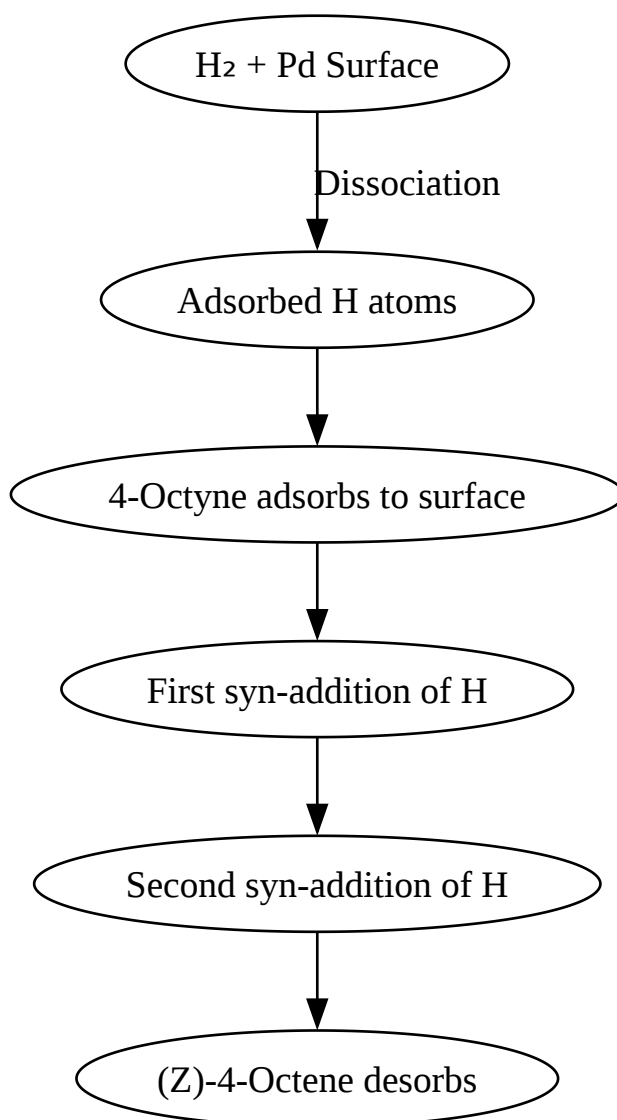 H₂ + Pd Surface
Dissociation
Adsorbed H atoms
4-Octyne adsorbs to surface
First syn-addition of H
Second syn-addition of H
(Z)-4-Octene desorbs